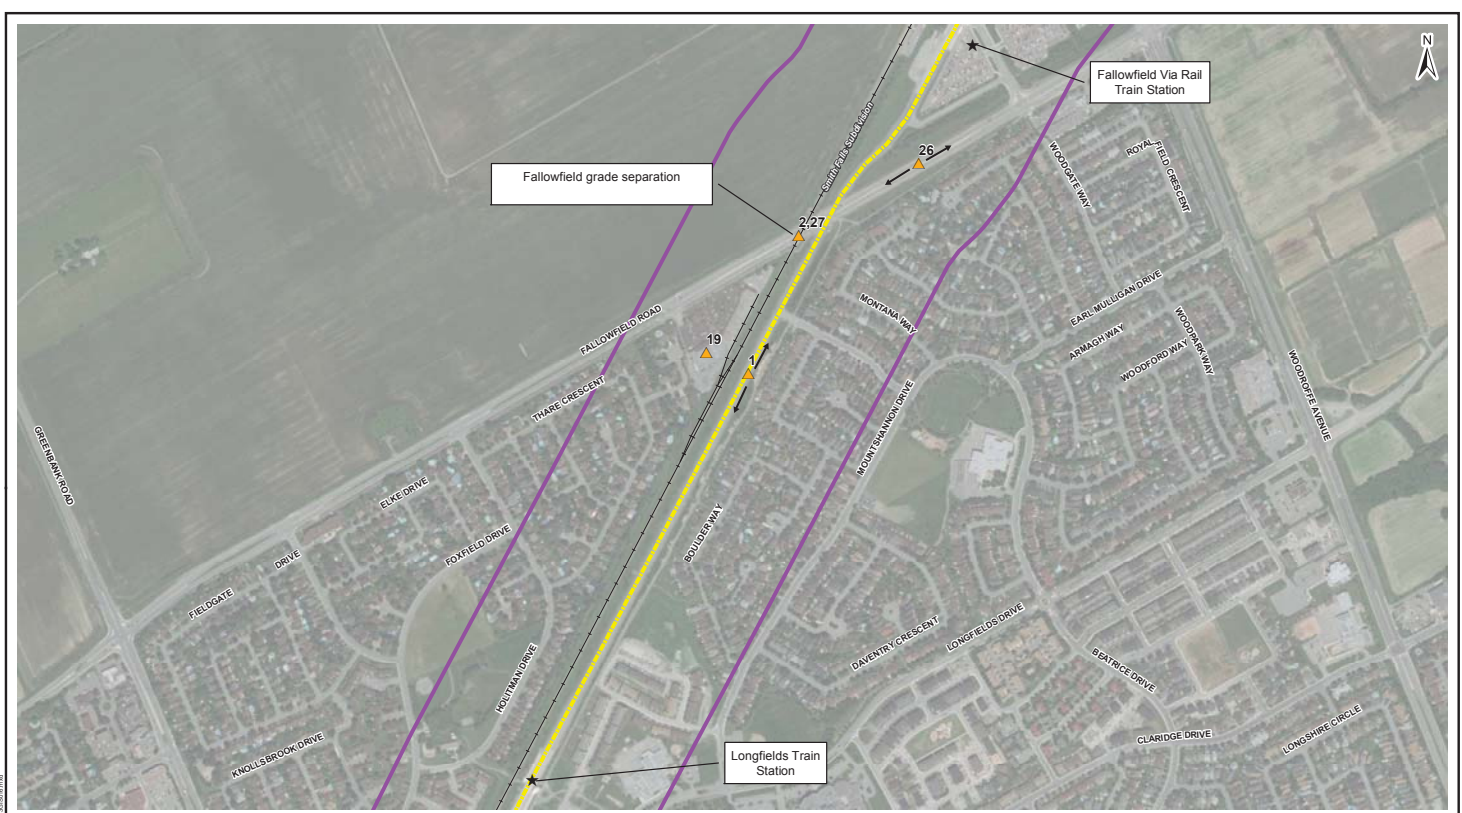 N
Fallowfield Via Rail
Train Station
Smith Falls Subdivision
26
WOODGATE WAY
ROYAL
FIELD CRESCENT
Fallowfield grade separation
2,27
EARL MULLIGAN DRIVE
MONTANA WAY
FALLOWFIELD ROAD
ARMAGH WAY
WOODFORD WAY
WOODPARK WAY
19
1
WOODROFFE AVENUE
THARE CRESCENT
MOUNTSHANNON DRIVE
GREENBANK ROAD
ELKE DRIVE
FOXFIELD DRIVE
BOULDER WAY
FIELDGATE
DRIVE
DAVENTRY CRESCENT
LONGFIELDS DRIVE
BEATRICE DRIVE
HOLITMAN DRIVE
KNOLLSBROOK DRIVE
CLARIDGE DRIVE
LONGSHIRE CIRCLE
Longfields Train
Station